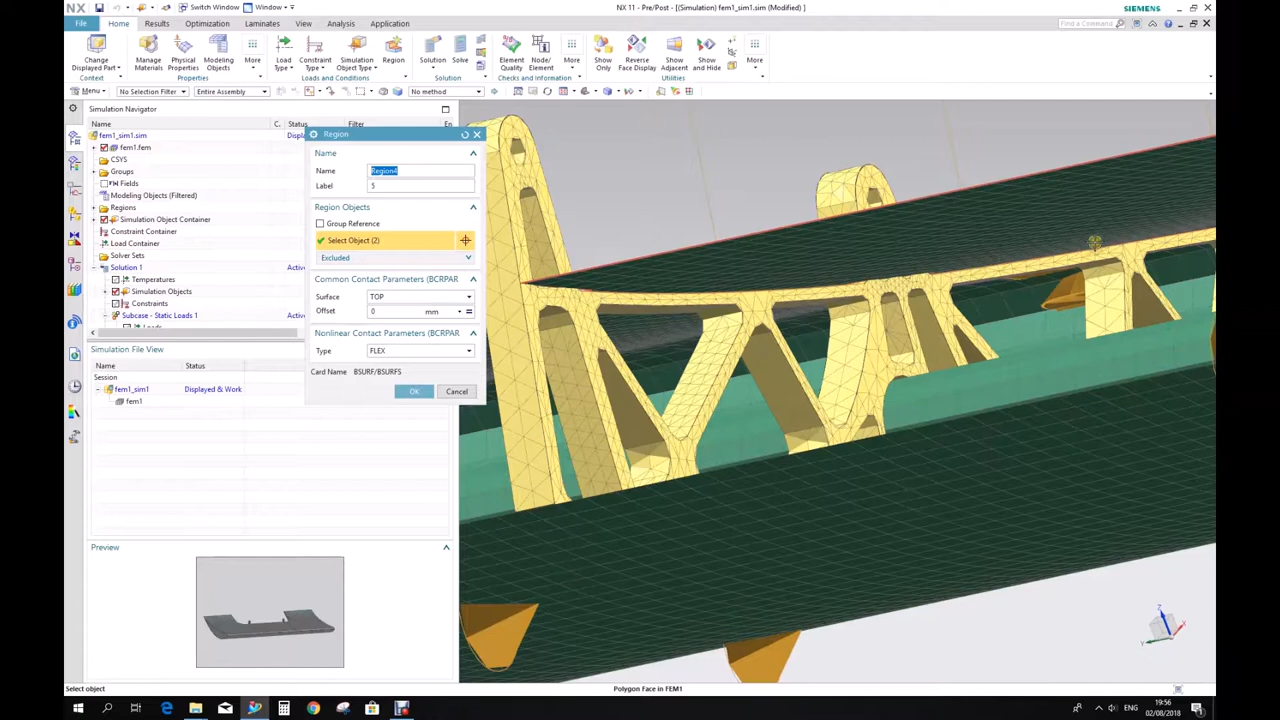 NX
Switch Window
Window
NX 11 - Pre/Post - [(Simulation) fem1_sim1.sim (Modified) ]
SIEMENS
File
Home
Results
Optimization
Laminates
View
Analysis
Application
Find a Command
Change
Displayed Part
Manage
Materials
Physical
Properties
Modeling
Objects
More
Load
Type
Constraint
Type
Simulation
Object Type
Region
Solution
Solve
Element
Quality
Node/
Element
More
Show
Only
Reverse
Face Display
Show
Adjacent
Show
and Hide
More
Context
Properties
Loads and Conditions
Solution
Checks and Information
Utilities
Menu
No Selection Filter
Entire Assembly
No method
Simulation Navigator
Name
C.
Filter
En
fem1_sim1.sim
Displa
fem1.fem
CSYS
Groups
Fields
Modeling Objects (Filtered)
Regions
Simulation Object Container
Constraint Container
Load Container
Solver Sets
Solution 1
Active
Temperatures
Simulation Objects
Constraints
Subcase - Static Loads 1
Active
Loads
Simulation File View
Name
Status
Session
fem1_sim1
Displayed & Work
fem1
Preview
Region
Name
Name
Region4
Label
5
Region Objects
Group Reference
Select Object (2)
Excluded
Common Contact Parameters (BCRPAR
Surface
TOP
Offset
0
mm
Nonlinear Contact Parameters (BCRPAR
Type
FLEX
Card Name
BSURF/BSURFS
OK
Cancel
Z
X
Y
Select object
Polygon Face in FEM1
ENG
19:56
02/08/2018